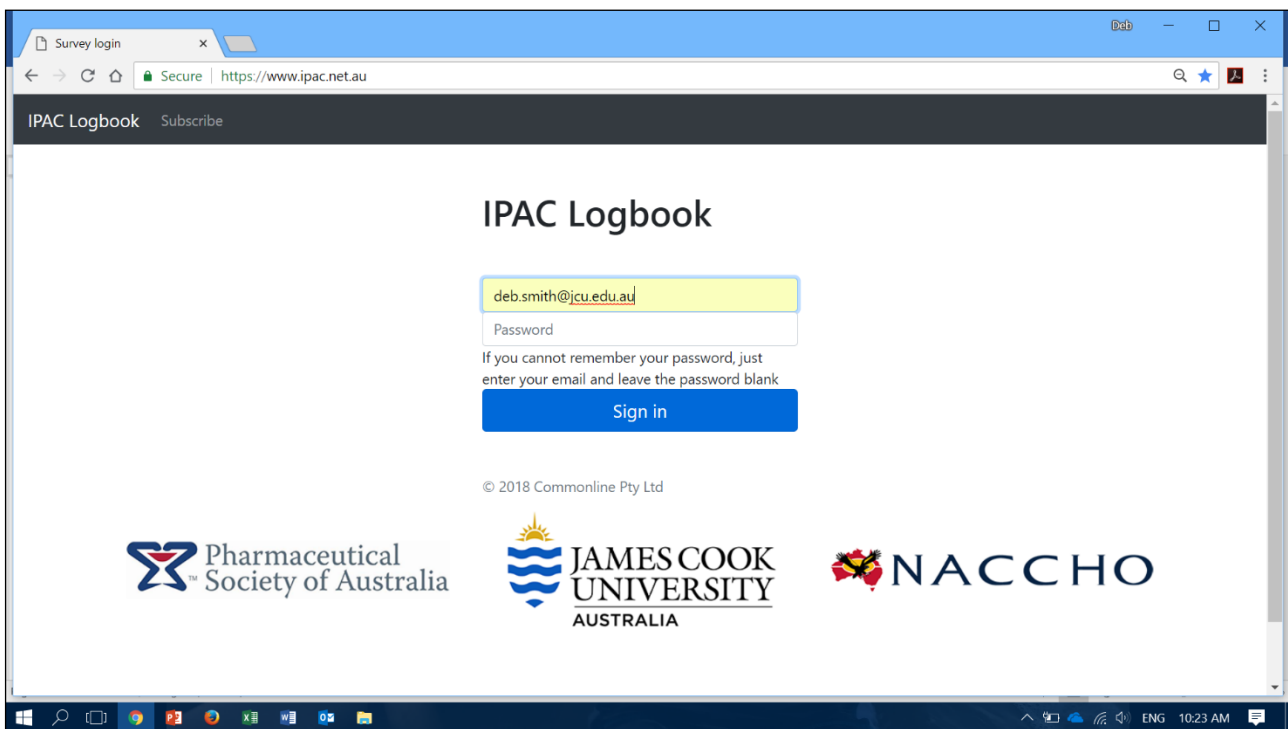 Survey login
Deb
Secure
https://www.ipac.net.au
IPAC Logbook
Subscribe
IPAC Logbook
deb.smith@jcu.edu.au
Password
If you cannot remember your password, just
enter your email and leave the password blank
Sign in
© 2018 Commonline Pty Ltd
Pharmaceutical
Society of Australia
™
JAMES COOK
UNIVERSITY
AUSTRALIA
NACCHO
ENG 10:23 AM